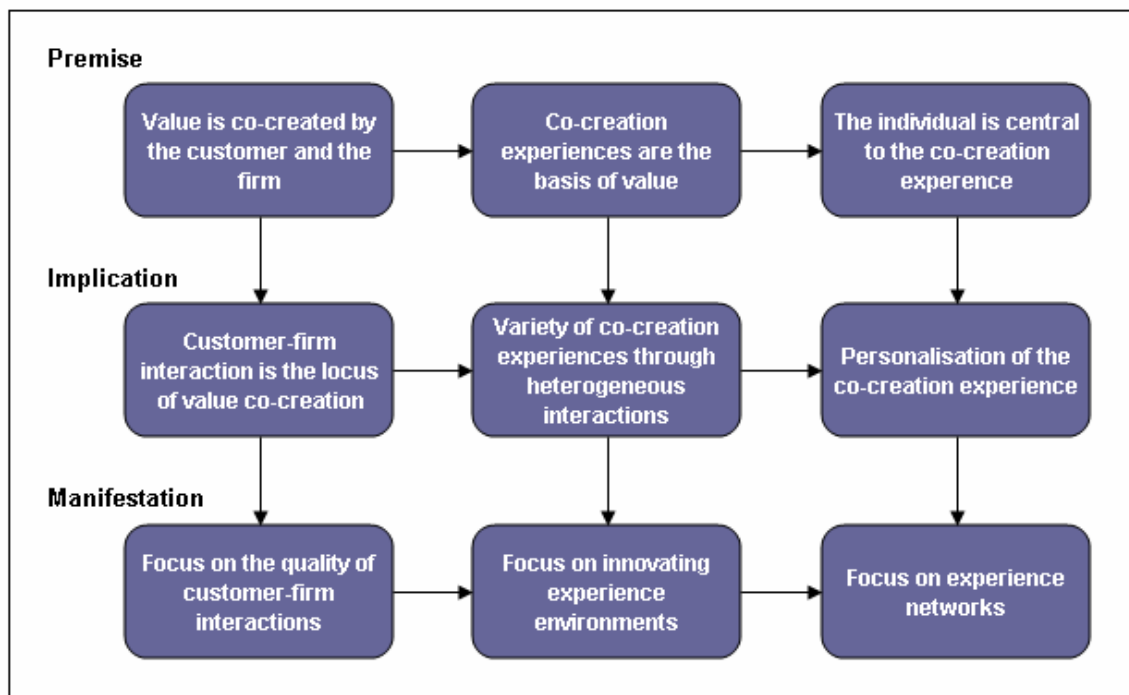 Premise
Value is co-created by
the customer and the
firm
Co-creation
experiences are the
basis of value
The individual is central
to the co-creation
experence
Implication
Customer-firm
interaction is the locus
of value co-creation
Variety of co-creation
experiences through
heterogeneous
interactions
Personalisation of the
co-creation experience
Manifestation
Focus on the quality of
customer-firm
interactions
Focus on innovating
experience
environments
Focus on experience
networks